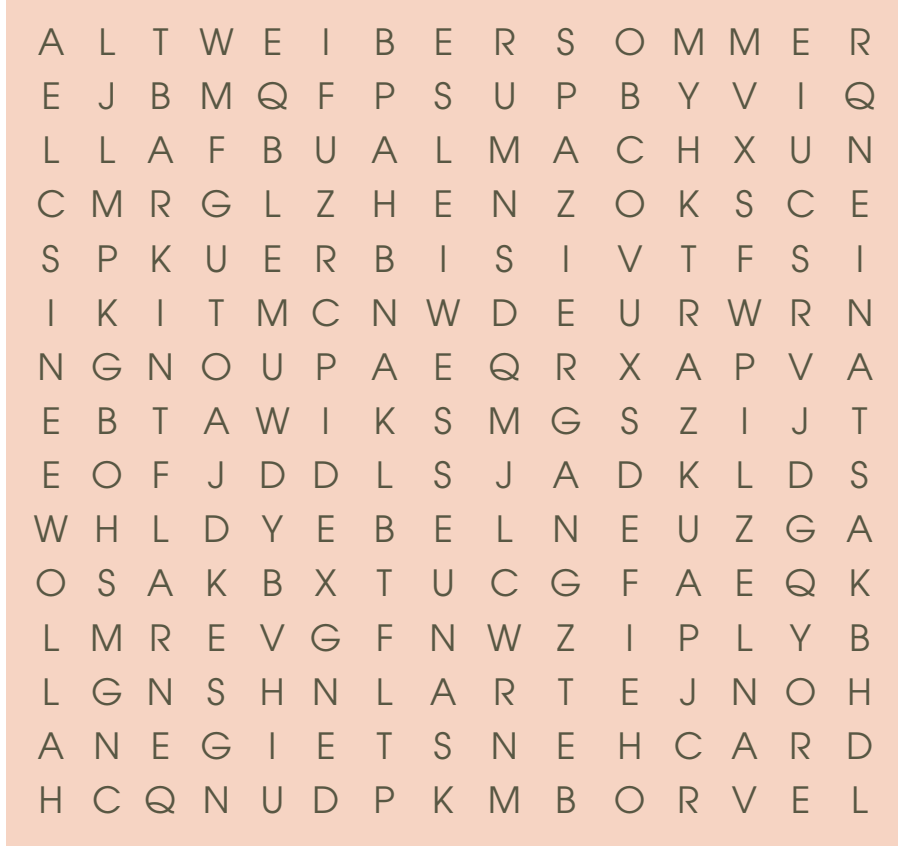 A L T W E I B E R S O M M E R
E J B M Q F P S U P B Y V I Q
L L A F B U A L M A C H X U N
C M R G L Z H E N Z O K S C E
S P K U E R B I S I V T F S I
I K I T M C N W D E U R W R N
N G N O U P A E Q R X A P V A
E B T A W I K S M G S Z I J T
E O F J D D L S J A D K L D S
W H L D Y E B E L N E U Z G A
O S A K B X T U C G F A E Q K
L M R E V G F N W Z I P L Y B
L G N S H N L A R T E J N O H
A N E G I E T S N E H C A R D
H C Q N U D P K M B O R V E L